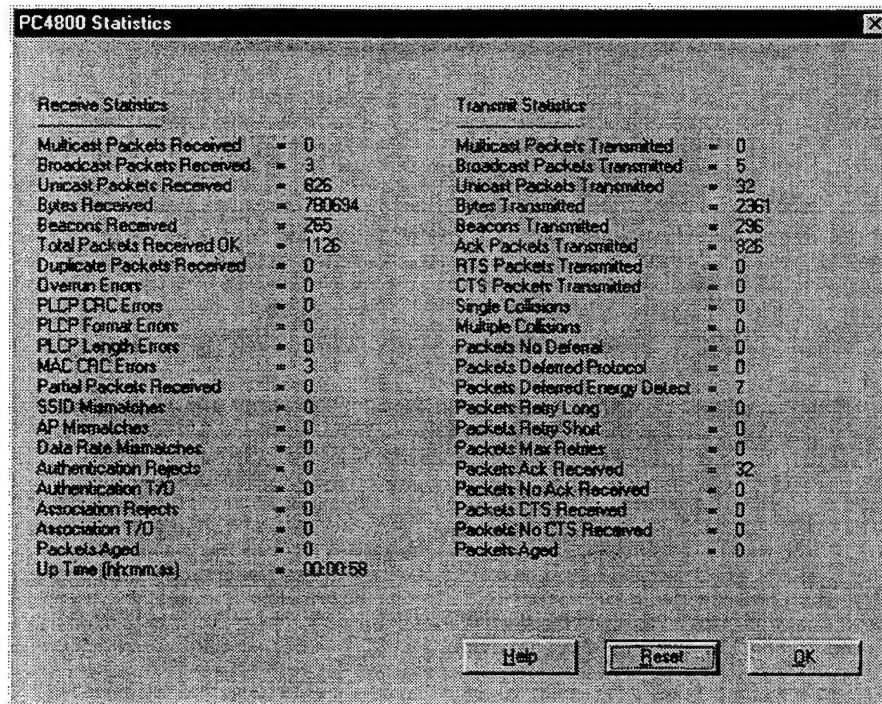 PC4800 Statistics
Receive Statistics
Multicast Packets Received = 0
Broadcast Packets Received = 3
Unicast Packets Received = 826
Bytes Received = 780694
Beacons Received = 265
Total Packets Received OK = 1126
Duplicate Packets Received = 0
Overrun Errors = 0
PLCP CRC Errors = 0
PLCP Format Errors = 0
PLCP Length Errors = 0
MAC CRC Errors = 3
Partial Packets Received = 0
SSID Mismatches = 0
AP Mismatches = 0
Data Rate Mismatches = 0
Authentication Rejects = 0
Authentication T/O = 0
Association Rejects = 0
Association T/O = 0
Packets Aged = 0
Up Time (hh:mm:ss) = 00:00:58
Transmit Statistics
Multicast Packets Transmitted = 0
Broadcast Packets Transmitted = 5
Unicast Packets Transmitted = 32
Bytes Transmitted = 2361
Beacons Transmitted = 296
Ack Packets Transmitted = 826
RTS Packets Transmitted = 0
CTS Packets Transmitted = 0
Single Collisions = 0
Multiple Collisions = 0
Packets No Deferral = 0
Packets Deferred Protocol = 0
Packets Deferred Energy Detect = 7
Packets Retry Long = 0
Packets Retry Short = 0
Packets Max Retries = 0
Packets Ack Received = 32
Packets No Ack Received = 0
Packets CTS Received = 0
Packets No CTS Received = 0
Packets Aged = 0
Help
Reset
OK